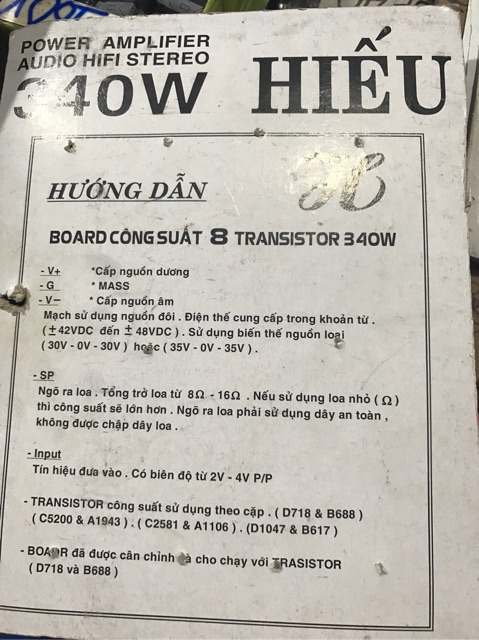 POWER AMPLIFIER
AUDIO HIFI STEREO
340W HIẾU
HƯỚNG DẪN
H
BOARD CÔNG SUẤT 8 TRANSISTOR 340W
- V+ *Cấp nguồn dương
- G * MASS
- V− * Cấp nguồn âm
Mạch sử dụng nguồn đôi . Điện thế cung cấp trong khoản từ .
( ±42VDC đến ± 48VDC ) . Sử dụng biến thế nguồn loại
( 30V - 0V - 30V ) hoặc ( 35V - 0V - 35V ) .
- SP
Ngõ ra loa . Tổng trở loa từ 8Ω - 16Ω . Nếu sử dụng loa nhỏ ( Ω )
thì công suất sẽ lớn hơn . Ngõ ra loa phải sử dụng dây an toàn ,
không được chập dây loa .
- Input
Tín hiệu đưa vào . Có biên độ từ 2V - 4V P/P
- TRANSISTOR công suất sử dụng theo cặp . ( D718 & B688 )
( C5200 & A1943 ) . ( C2581 & A1106 ) . (D1047 & B617 )
- BOADR đã được cân chỉnh và cho chạy với TRASISTOR
( D718 và B688 )